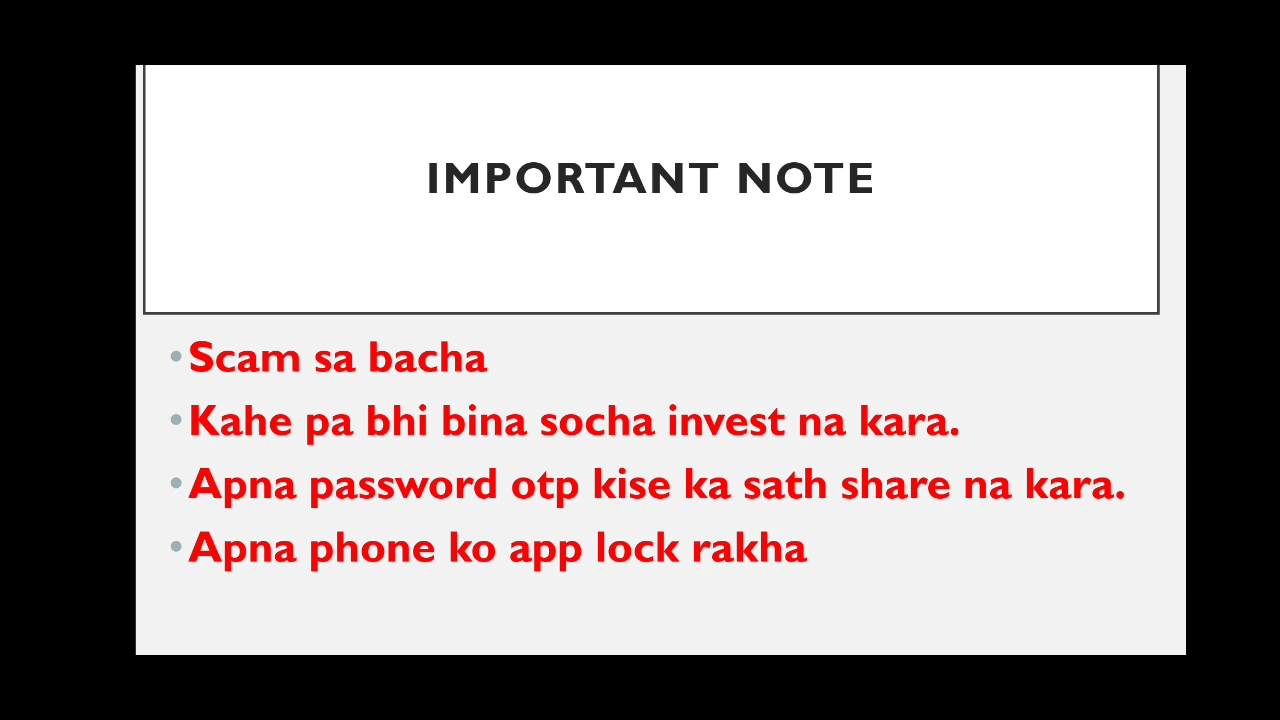 IMPORTANT NOTE
• Scam sa bacha
• Kahe pa bhi bina socha invest na kara.
• Apna password otp kise ka sath share na kara.
• Apna phone ko app lock rakha